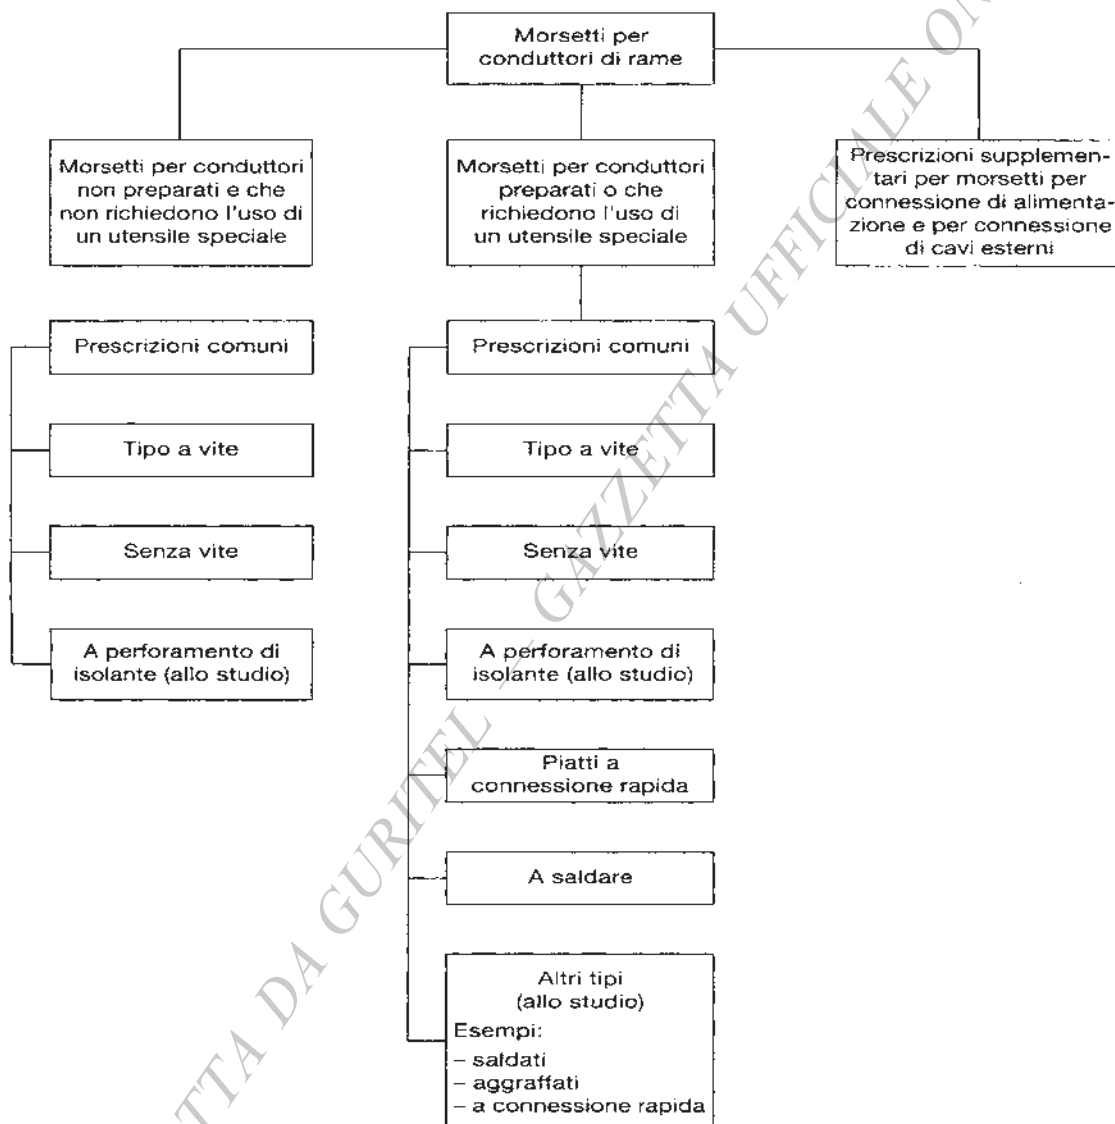 Morsetti per
conduttori di rame
Morsetti per conduttori
non preparati e che
non richiedono l'uso di
un utensile speciale
Morsetti per conduttori
preparati o che
richiedono l'uso di
un utensile speciale
Prescrizioni supplemen-
tari per morsetti per
connessione di alimenta-
zione e per connessione
di cavi esterni
Prescrizioni comuni
Tipo a vite
Senza vite
A perforamento di
isolante (allo studio)
Prescrizioni comuni
Tipo a vite
Senza vite
A perforamento di
isolante (allo studio)
Piatti a
connessione rapida
A saldare
Altri tipi
(allo studio)
Esempi:
– saldati
– aggraffati
– a connessione rapida
DA GURITEL – GAZZETTA UFFICIALE